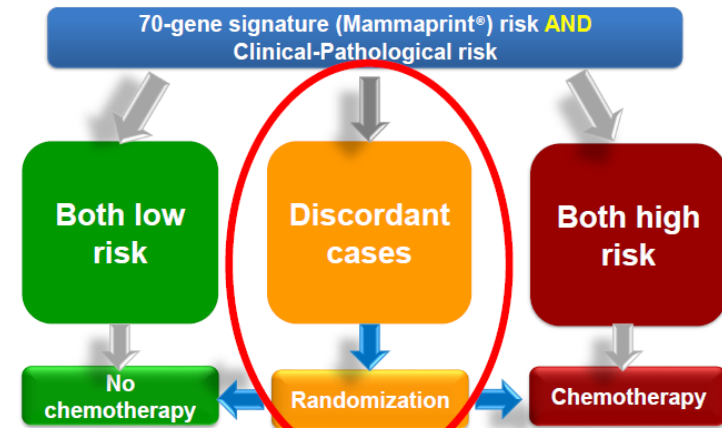 70-gene signature (Mammaprint®) risk AND
Clinical-Pathological risk
Both low
risk
Discordant
cases
Both high
risk
No
chemotherapy
Randomization
Chemotherapy